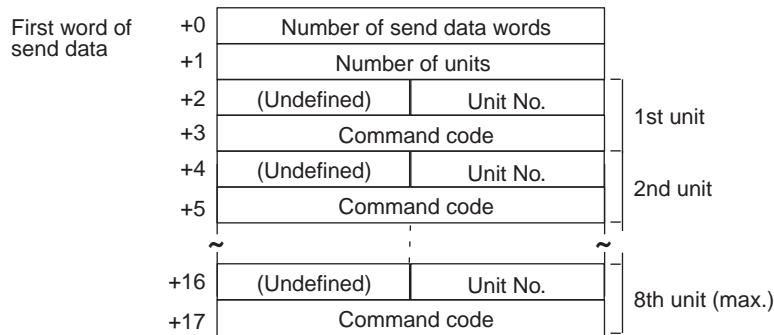 First word of
send data
+0 Number of send data words
+1 Number of units
+2 (Undefined) Unit No.
1st unit
+3 Command code
+4 (Undefined) Unit No.
2nd unit
+5 Command code
~ ~
+16 (Undefined) Unit No.
8th unit (max.)
+17 Command code